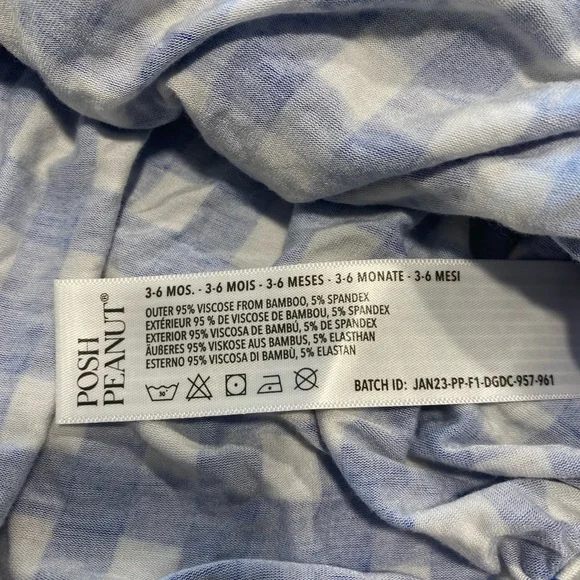 POSH
PEANUT®
3-6 MOS. - 3-6 MOIS - 3-6 MESES - 3-6 MONATE - 3-6 MESI
OUTER 95% VISCOSE FROM BAMBOO, 5% SPANDEX
EXTÉRIEUR 95 % DE VISCOSE DE BAMBOU, 5% SPANDEX
EXTERIOR 95% VISCOSA DE BAMBÚ, 5% DE SPANDEX
ÄUBERES 95% VISKOSE AUS BAMBUS, 5% ELASTHAN
ESTERNO 95% VISCOSA DI BAMBÙ, 5% ELASTAN
30°
BATCH ID: JAN23-PP-F1-DGDC-957-961